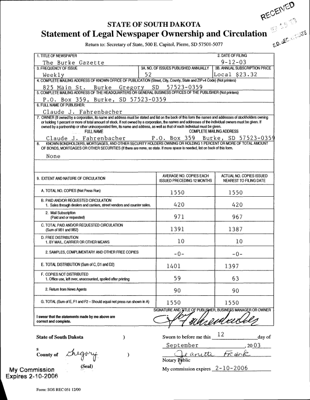 RECEIVED
STATE OF SOUTH DAKOTA
Statement of Legal Newspaper Ownership and Circulation
Return to: Secretary of State, 500 E. Capitol, Pierre, SD 57501-5077
1. TITLE OF NEWSPAPER
The Burke Gazette
2. DATE OF FILING
9-12-03
3. FREQUENCY OF ISSUE
Weekly
3A. NO. OF ISSUES PUBLISHED ANNUALLY
52
3B. ANNUAL SUBSCRIPTION PRICE
Local $23.32
4. COMPLETE MAILING ADDRESS OF KNOWN OFFICE OF PUBLICATION (Street, City, County, State and ZIP+4 Code) (Not printers)
825 Main St. Burke Gregory SD 57523-0359
5. COMPLETE MAILING ADDRESS OF THE HEADQUARTERS OR GENERAL BUSINESS OFFICES OF THE PUBLISHER (Not printers)
P.O. Box 359, Burke, SD 57523-0359
6. FULL NAME OF PUBLISHER
Claude J. Fahrenbacher
7. OWNER (If owned by a corporation, its name and address must be stated and also on the back of this form the names and addresses of stockholders owning
or holding 1 percent or more of total amount of stock. If not owned by a corporation, the names and addresses of the individual owners must be given. If
owned by a partnership or other unincorporated firm, its name and address, as well as that of each individual must be given.
FULL NAME
COMPLETE MAILING ADDRESS
Claude J. Fahrenbacher P.O. Box 359 Burke, SD 57523-0359
8. KNOWN BONDHOLDERS, MORTGAGES, AND OTHER SECURITY HOLDERS OWNING OR HOLDING 1 PERCENT OR MORE OF TOTAL AMOUNT
OF BONDS, MORTGAGES OR OTHER SECURITIES (If there are none, so state. If more space is needed, list on back of this form.
None
9. EXTENT AND NATURE OF CIRCULATION
AVERAGE NO. COPIES EACH
ISSUED PRECEDING 12 MONTHS
ACTUAL NO. COPIES ISSUED
NEAREST TO FILING DATE
A. TOTAL NO. COPIES (Net Press Run)
1550
1550
B. PAID AND/OR REQUESTED CIRCULATION
1. Sales through dealers and carriers, street vendors and counter sales.
420
420
2. Mail Subscription
(Paid and or requested)
971
967
C. TOTAL PAID AND/OR REQUESTED CIRCULATION
(Sum of 9B1 and 9B2)
1391
1387
D. FREE DISTRIBUTION
1. BY MAIL, CARRIER OR OTHER MEANS
10
10
2. SAMPLES, COMPLIMENTARY AND OTHER FREE COPIES
-0-
-0-
E. TOTAL DISTRIBUTION (Sum of C, D1 and D2)
1401
1397
F. COPIES NOT DISTRIBUTED
1. Office use, left over, unaccounted, spoiled after printing
59
63
2. Return from News Agents
90
90
G. TOTAL (Sum of E, F1 and F2 - Should equal net press run shown in A)
1550
1550
I swear that the statements made by me above are
correct and complete.
SIGNATURE AND TITLE OF PUBLISHER, BUSINESS MANAGER OR OWNER
State of South Dakota )
Sworn to before me this 12 day of
September , 2003
County of Gregory )
Jeanette Frank
Notary Public
(Seal)
My commission expires 2-10-2006
My Commission
Expires 2-10-2006